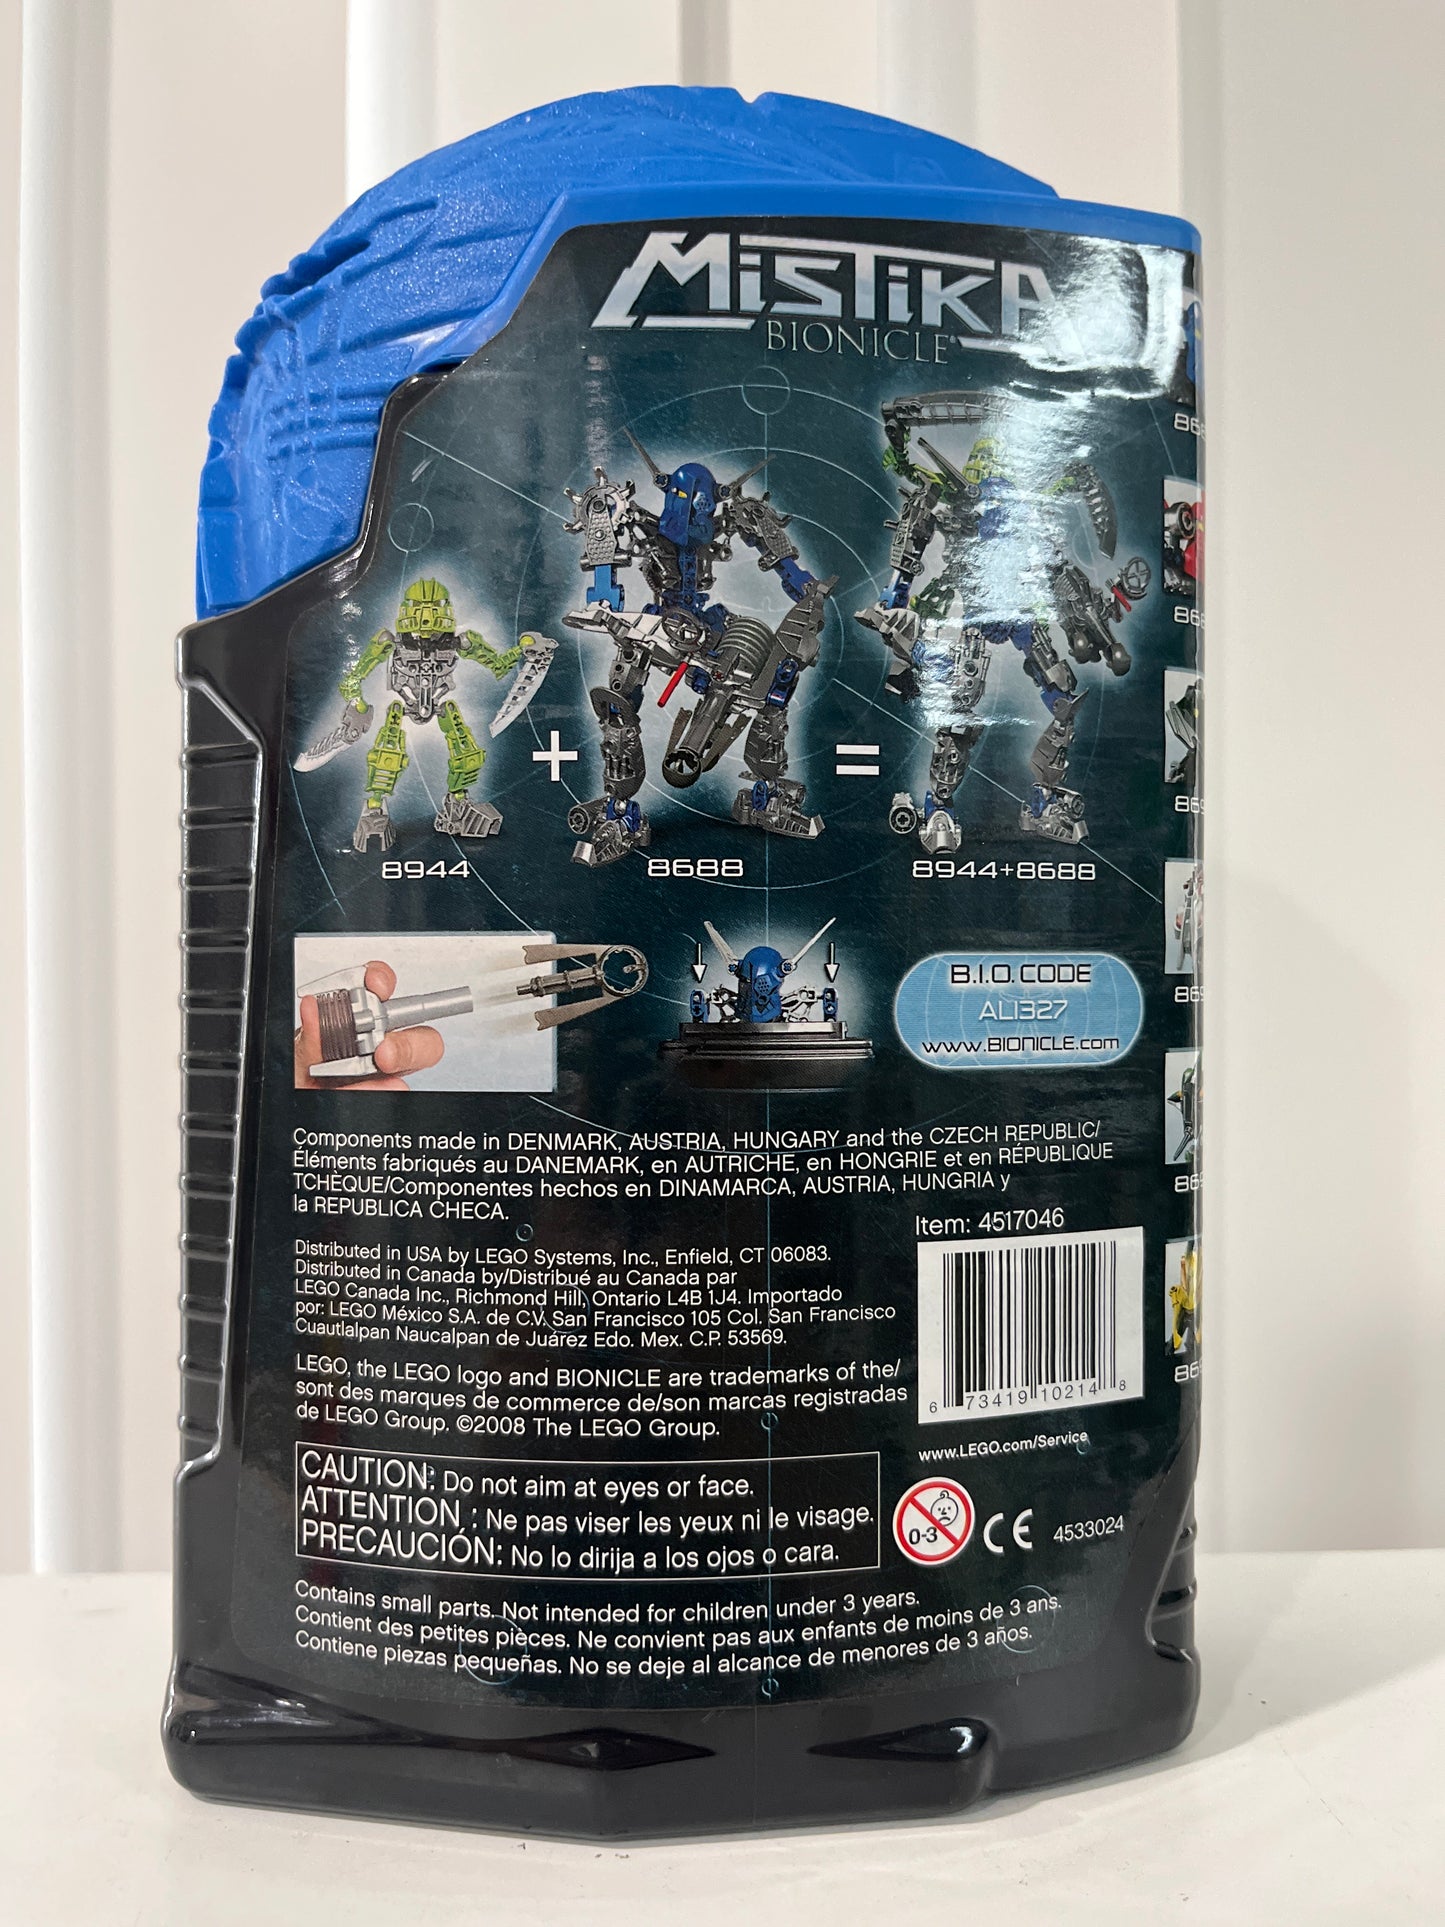 MiSTiKA
BIONICLE®
8944
+
8688
=
8944+8688
B.I.O.CODE
ALI327
www.BIONICLE.com
Components made in DENMARK, AUSTRIA, HUNGARY and the CZECH REPUBLIC/
Éléments fabriqués au DANEMARK, en AUTRICHE, en HONGRIE et en RÉPUBLIQUE
TCHÈQUE/Componentes hechos en DINAMARCA, AUSTRIA, HUNGRIA y
la REPUBLICA CHECA.
Item: 4517046
Distributed in USA by LEGO Systems, Inc., Enfield, CT 06083.
Distributed in Canada by/Distribué au Canada par
LEGO Canada Inc., Richmond Hill, Ontario L4B 1J4. Importado
por: LEGO México S.A. de C.V. San Francisco 105 Col. San Francisco
Cuautlalpan Naucalpan de Juárez Edo. Mex. C.P. 53569.
LEGO, the LEGO logo and BIONICLE are trademarks of the/
sont des marques de commerce de/son marcas registradas
de LEGO Group. ©2008 The LEGO Group.
6 73419 10214 8
www.LEGO.com/Service
CAUTION: Do not aim at eyes or face.
ATTENTION : Ne pas viser les yeux ni le visage.
PRECAUCIÓN: No lo dirija a los ojos o cara.
0-3
CE
4533024
Contains small parts. Not intended for children under 3 years.
Contient des petites pièces. Ne convient pas aux enfants de moins de 3 ans.
Contiene piezas pequeñas. No se deje al alcance de menores de 3 años.